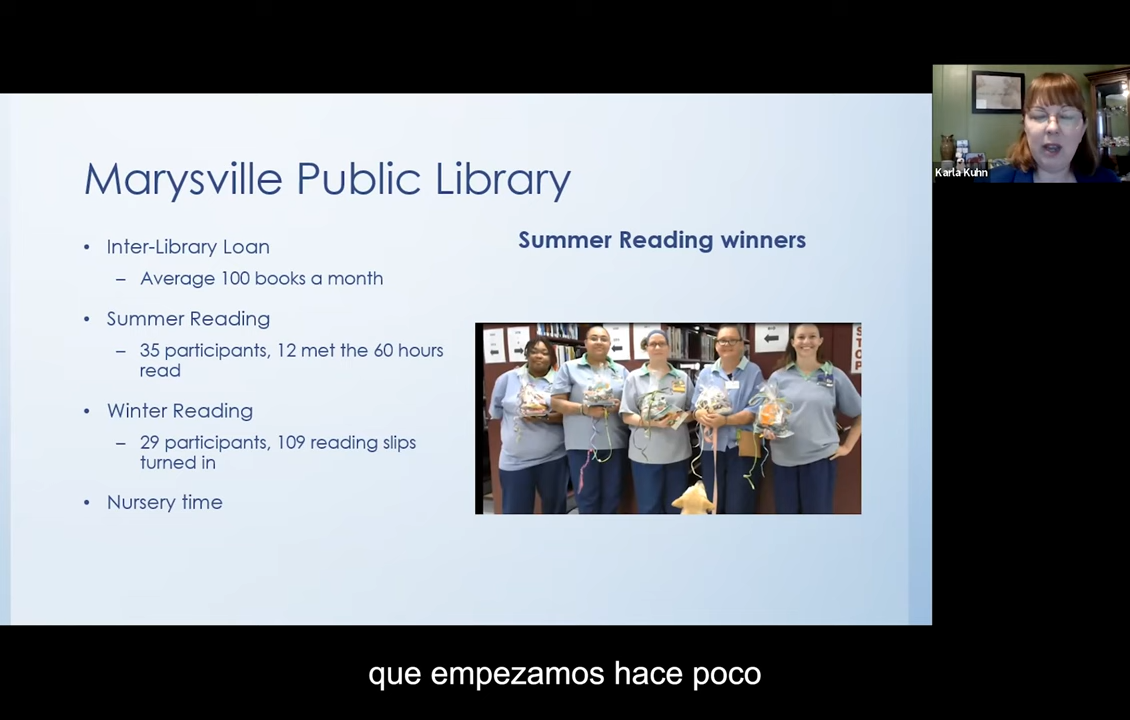 Marysville Public Library
• Inter-Library Loan
– Average 100 books a month
• Summer Reading
– 35 participants, 12 met the 60 hours
read
• Winter Reading
– 29 participants, 109 reading slips
turned in
• Nursery time
Summer Reading winners
STOP
Karla Kuhn
que empezamos hace poco